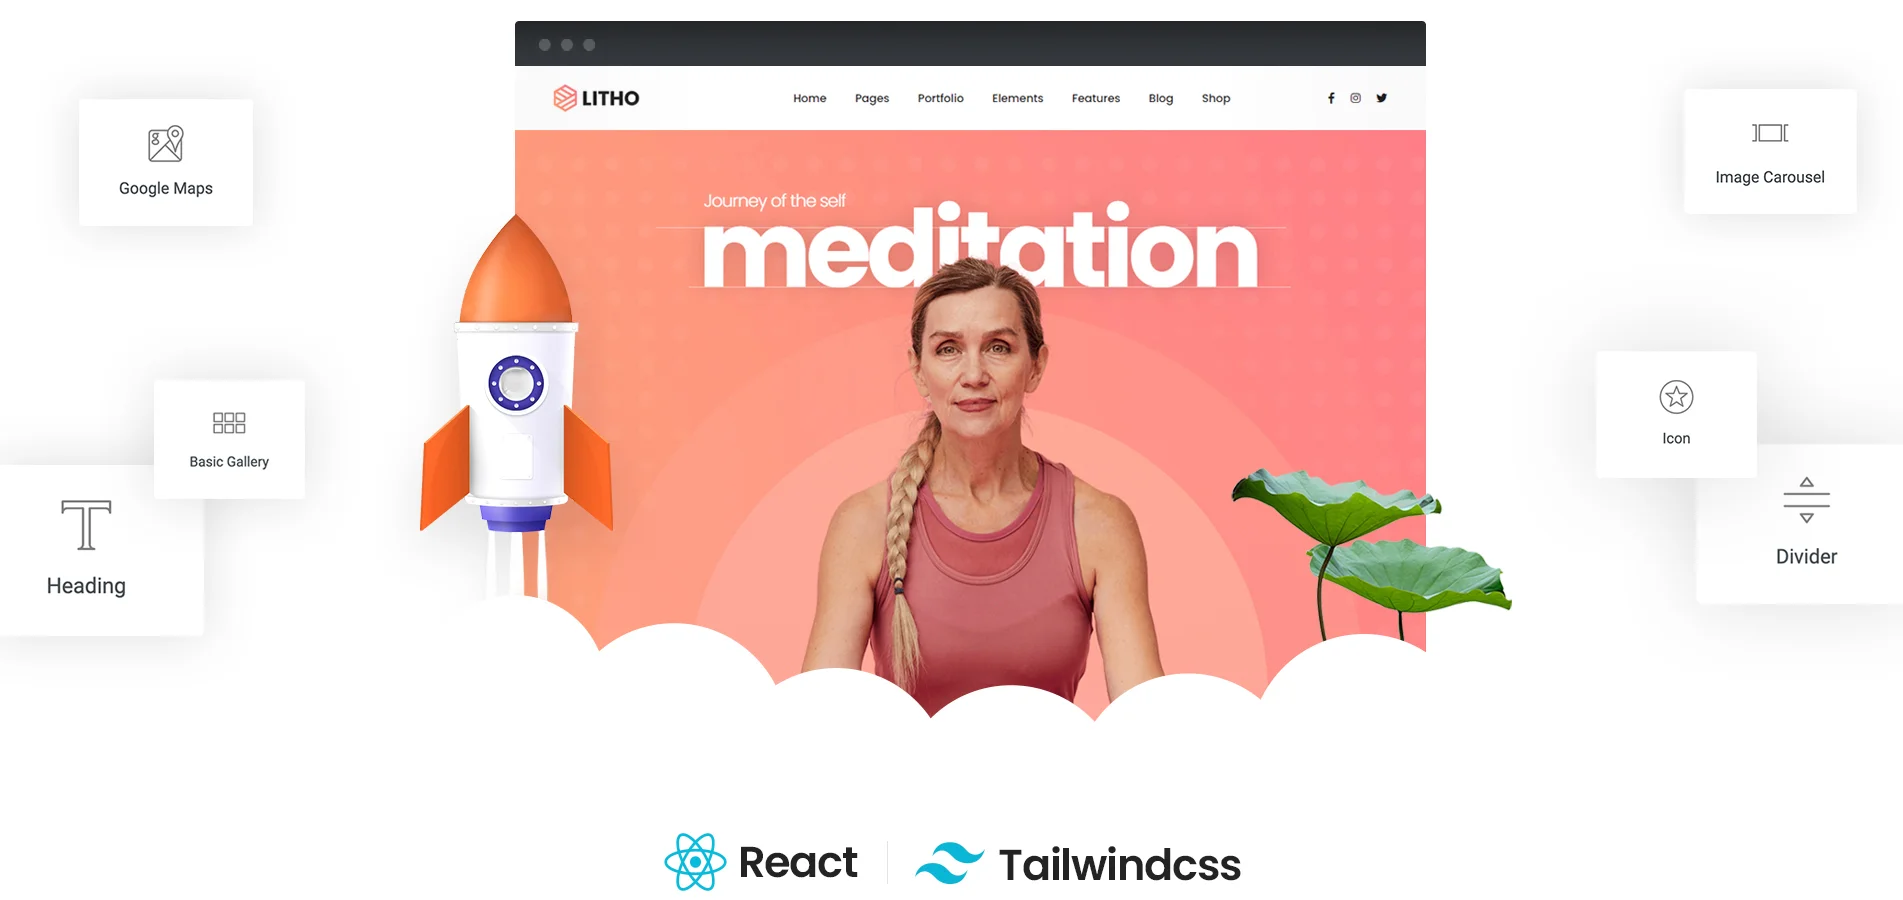 LITHO
Home Pages Portfolio Elements Features Blog Shop
Google Maps
Image Carousel
Journey of the self
meditation
Basic Gallery
Icon
Heading
Divider
React
Tailwindcss